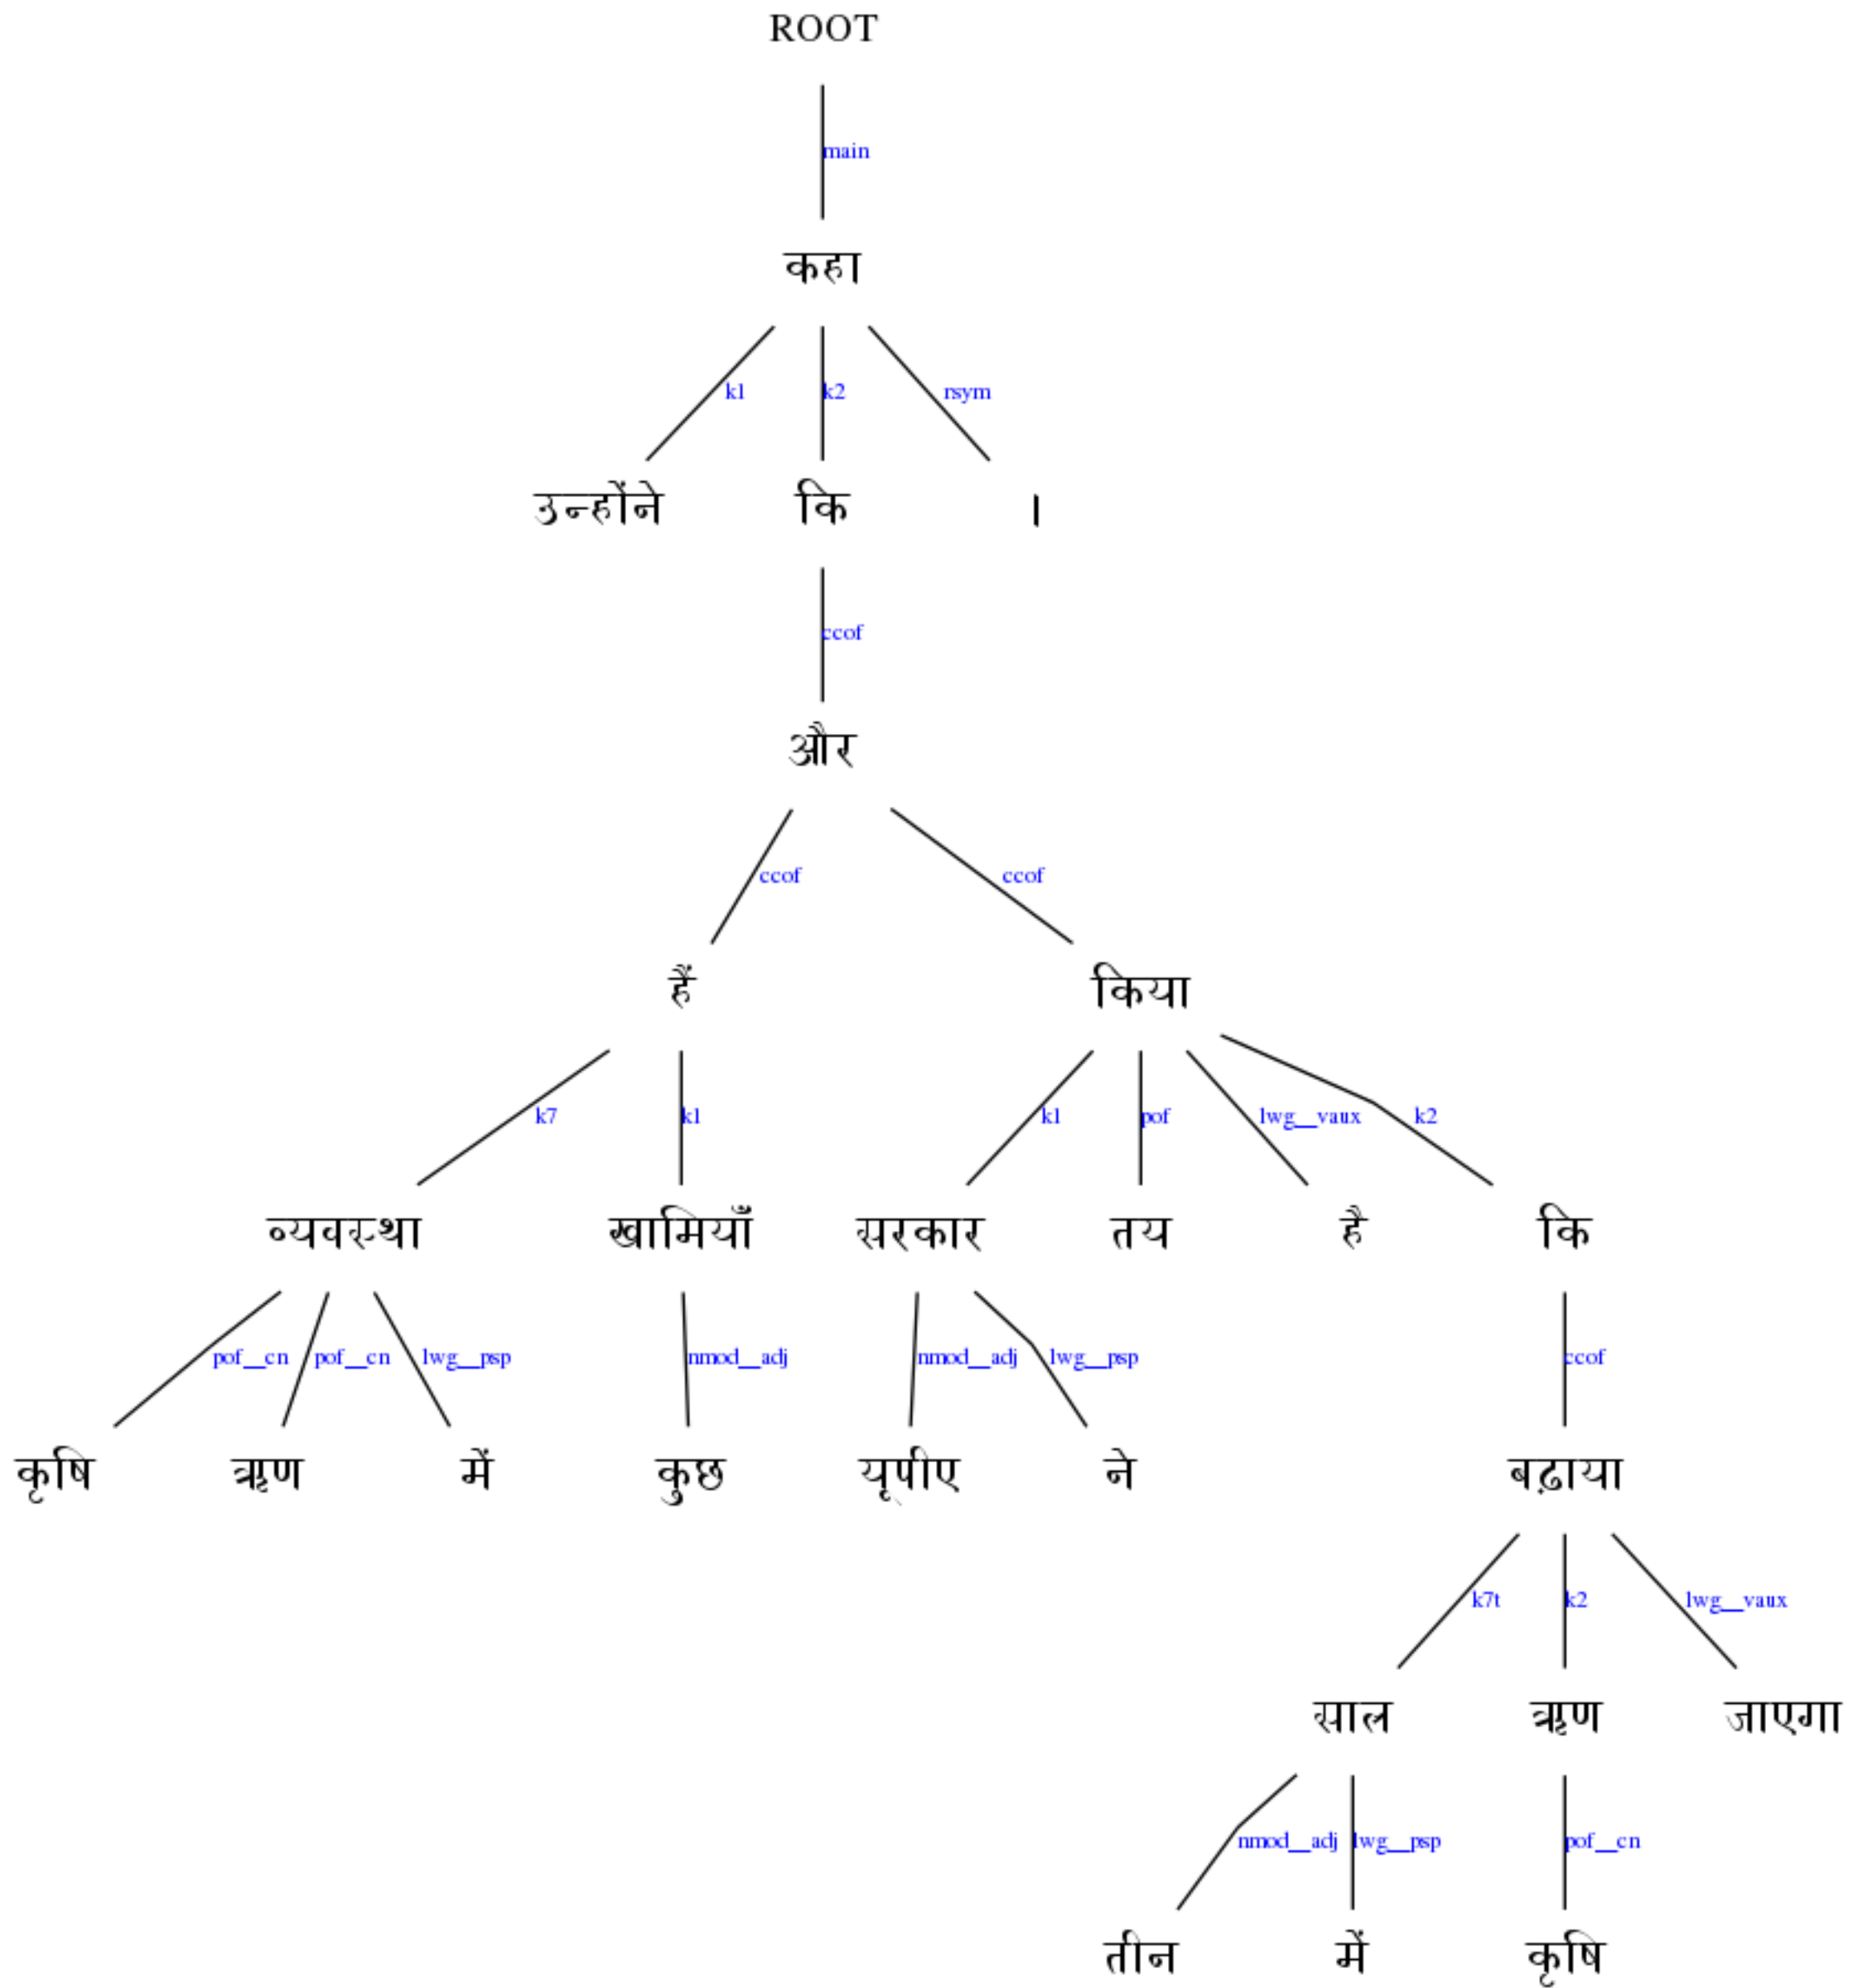 ROOT
main
कहा
k1 k2 rsym
उन्होंने कि ।
ccof
और
ccof ccof
हैं किया
k7 k1 k1 pof lwg__vaux k2
व्यवस्था खामियाँ सरकार तय है कि
pof__cn pof__cn lwg__psp nmod__adj nmod__adj lwg__psp ccof
कृषि ऋण में कुछ यूपीए ने बढ़ाया
k7t k2 lwg__vaux
साल ऋण जाएगा
nmod__adj lwg__psp pof__cn
तीन में कृषि